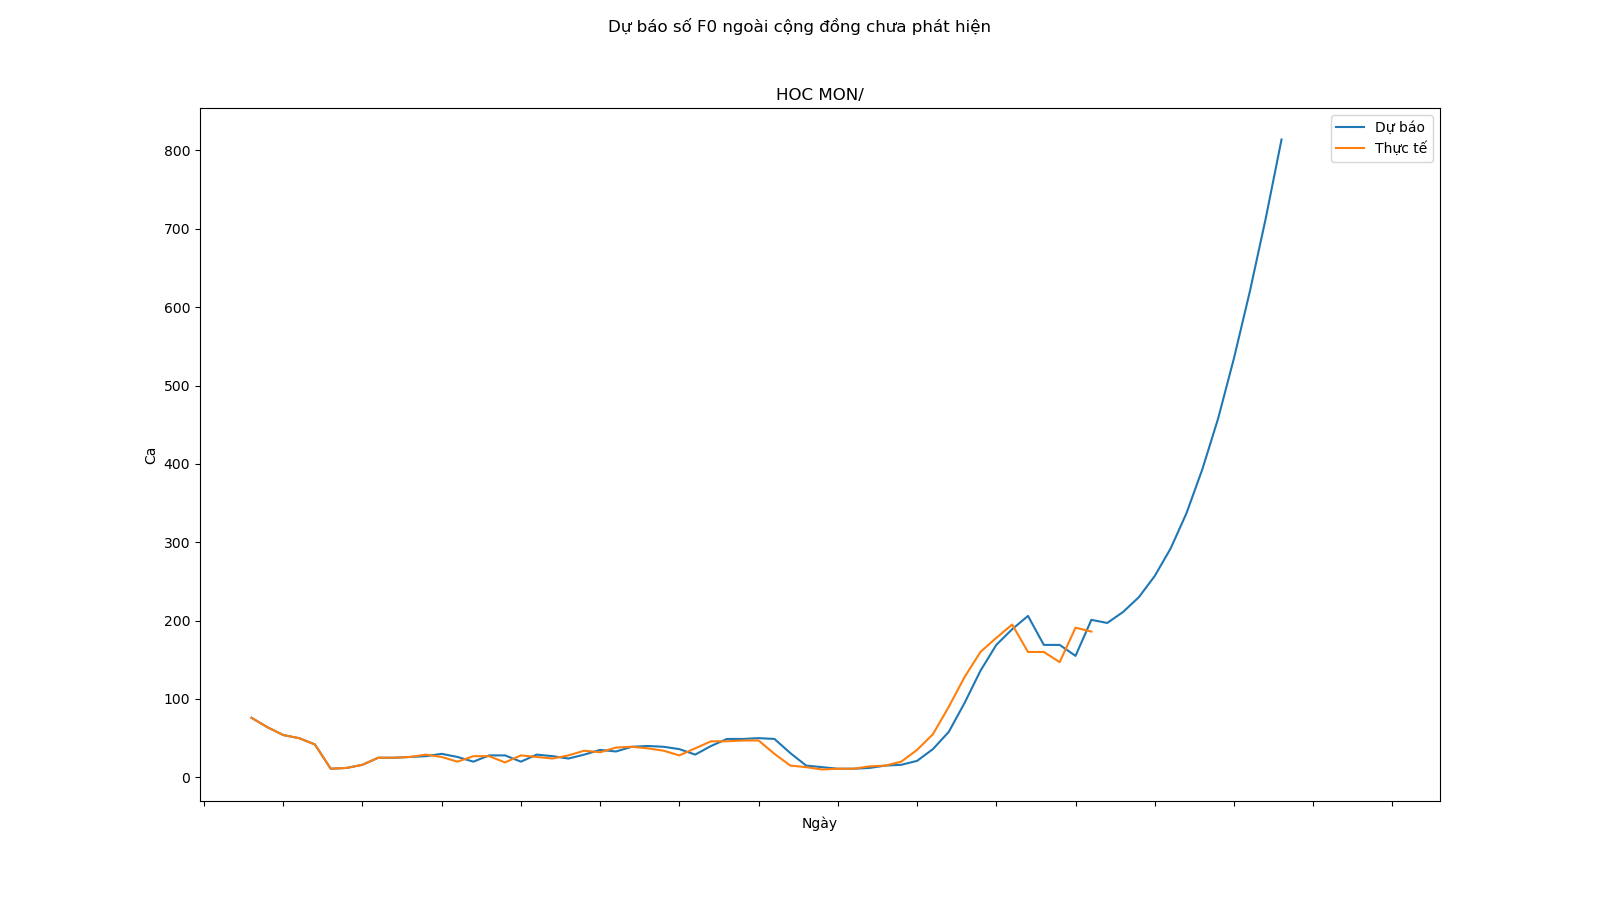 Dự báo số F0 ngoài cộng đồng chưa phát hiện
HOC MON/
Dự báo
Thực tế
800
700
600
500
400
300
200
100
0
Ca
Ngày